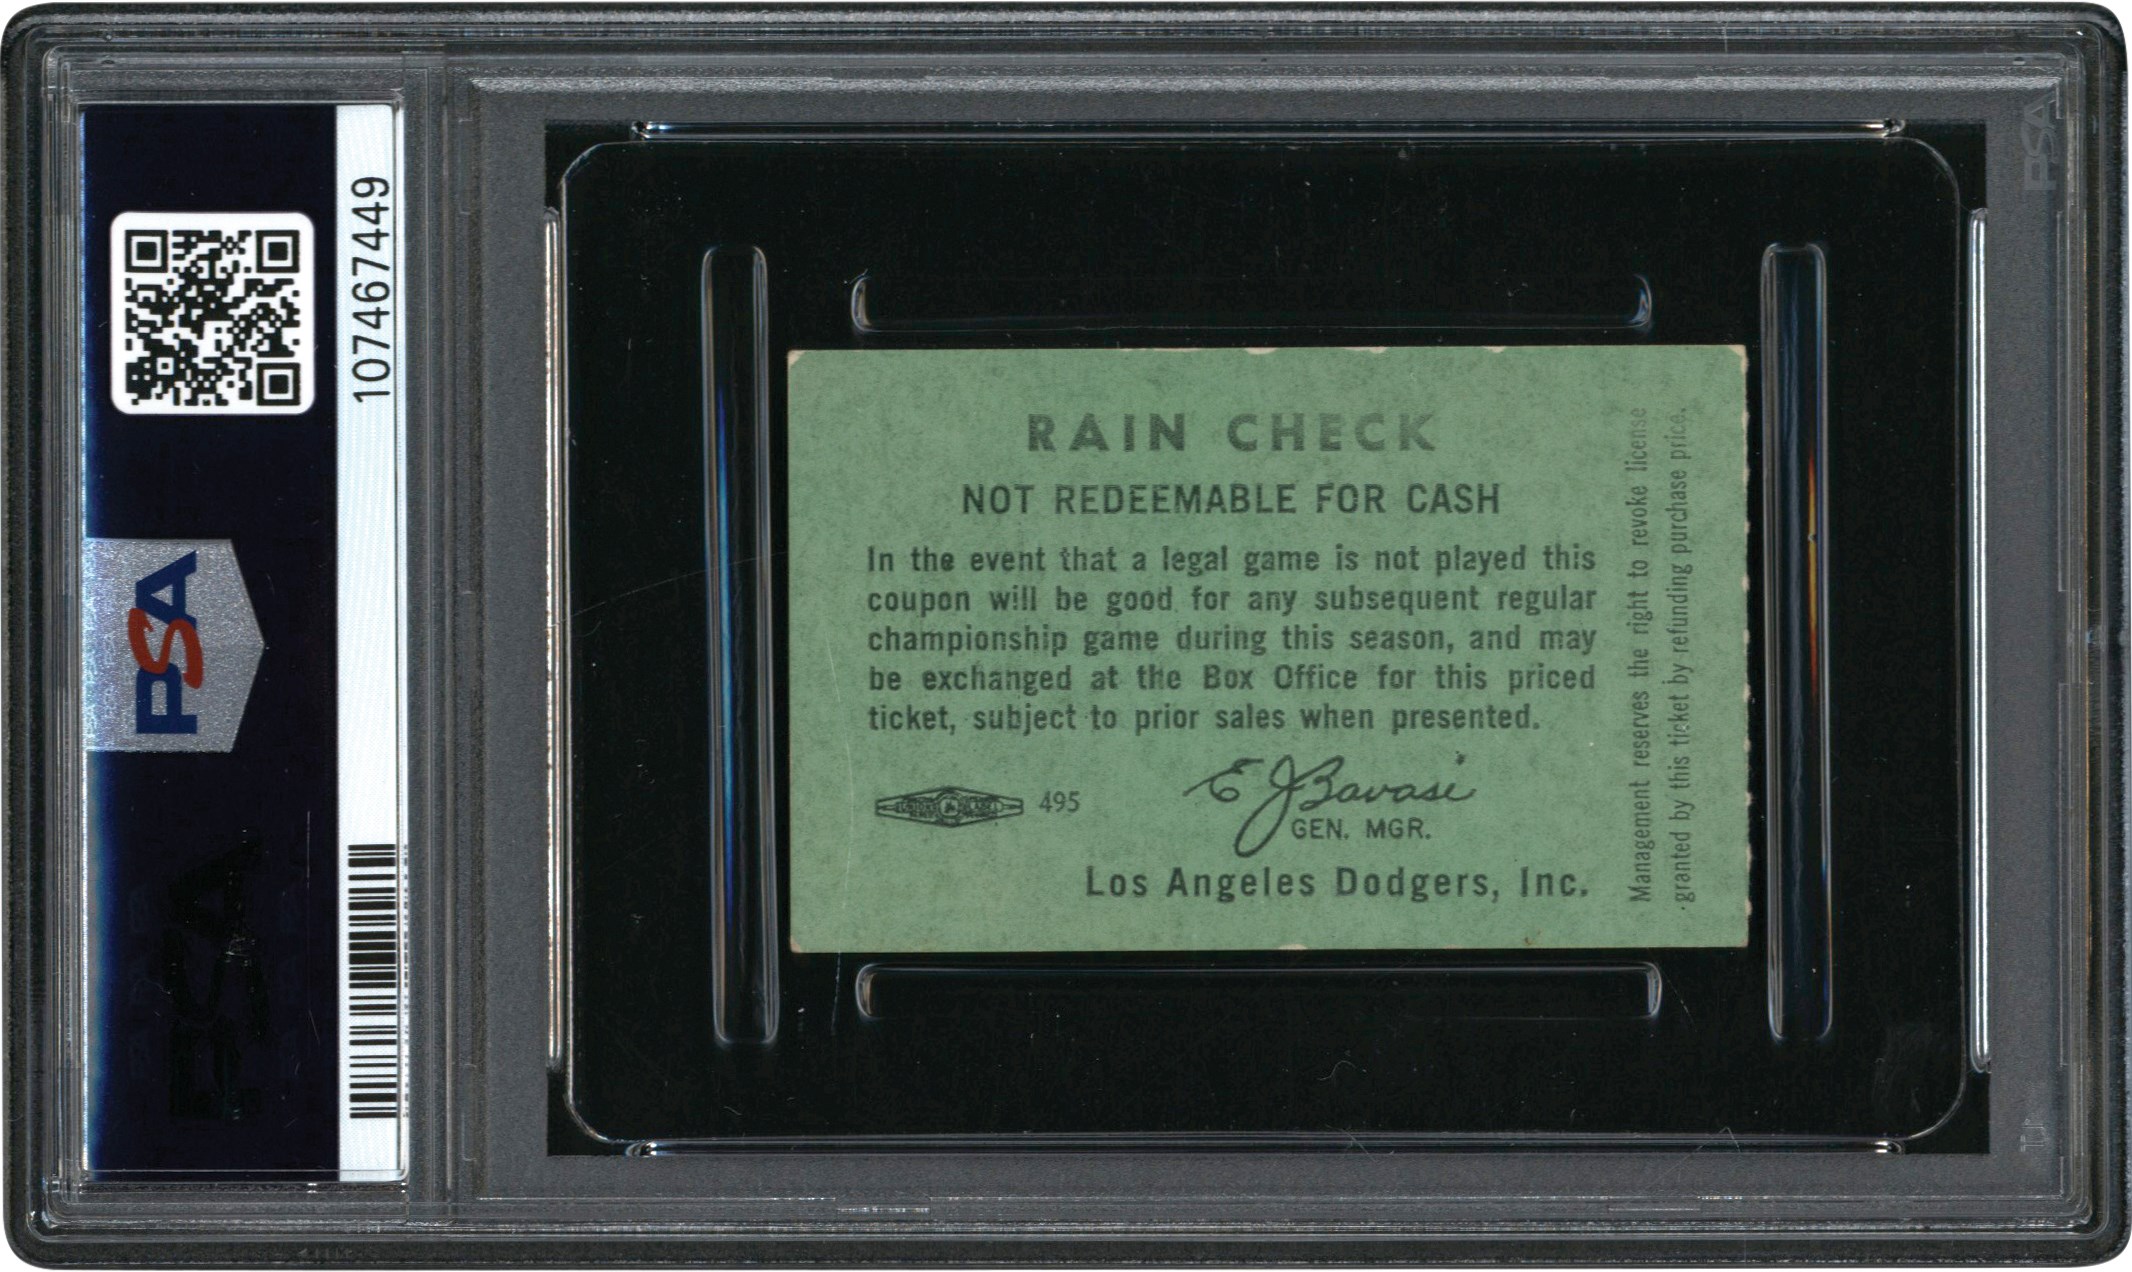 107467449
PSA
RAIN CHECK
NOT REDEEMABLE FOR CASH
In the event that a legal game is not played this
coupon will be good for any subsequent regular
championship game during this season, and may
be exchanged at the Box Office for this priced
ticket, subject to prior sales when presented.
495
E J Bavasi
GEN. MGR.
Los Angeles Dodgers, Inc.
Management reserves the right to revoke license
granted by this ticket by refunding purchase price.
PSA